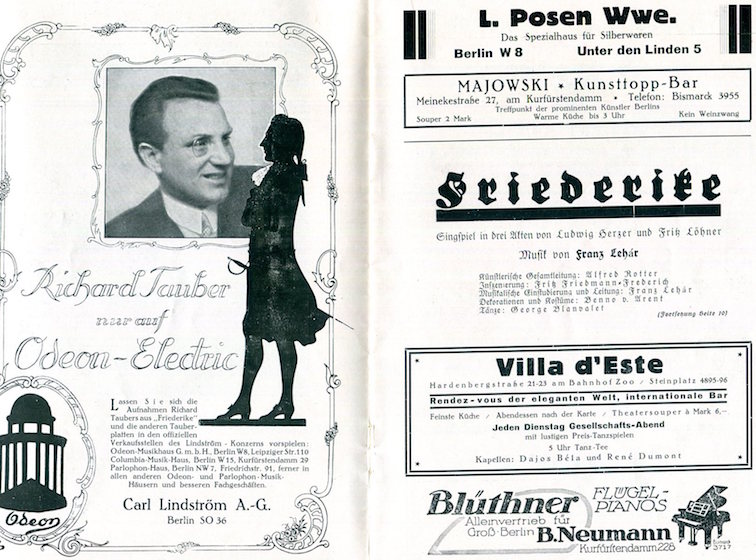 Richard Tauber
nur auf
Odeon-Electric
Lassen Sie sich die
Aufnahmen Richard
Taubers aus „Friederike"
und die anderen Tauber-
platten in den offiziellen
Verkaufsstellen des Lindström-Konzerns vorspielen:
Odeon-Musikhaus G. m. b. H., Berlin W8, Leipziger Str. 110
Columbia-Musik-Haus, Berlin W 15, Kurfürstendamm 29
Parlophon-Haus, Berlin NW 7, Friedrichstr. 91, ferner in
allen anderen Odeon- und Parlophon-Musik-
Häusern und besseren Fachgeschäften.
Carl Lindström A.-G.
Berlin SO 36
Odeon
L. Posen Wwe.
Das Spezialhaus für Silberwaren
Berlin W 8 Unter den Linden 5
MAJOWSKI * Kunsttopp-Bar
Meinekestraße 27, am Kurfürstendamm • Telefon: Bismarck 3955
Treffpunkt der prominenten Künstler Berlins
Souper 2 Mark Warme Küche bis 3 Uhr Kein Weinzwang
Friederike
Singspiel in drei Akten von Ludwig Herzer und Fritz Löhner
Musik von Franz Lehár
Künstlerische Gesamtleitung: Alfred Rotter
Inszenierung: Fritz Friedmann-Frederich
Musikalische Einstudierung und Leitung: Franz Lehár
Dekorationen und Kostüme: Benno v. Arent
Tänze: George Blanvalet
(Fortsetzung Seite 10)
Villa d'Este
Hardenbergstraße 21-23 am Bahnhof Zoo / Steinplatz 4895-96
Rendez-vous der eleganten Welt, internationale Bar
Feinste Küche / Abendessen nach der Karte / Theatersouper à Mark 6,—
Jeden Dienstag Gesellschafts-Abend
mit lustigen Preis-Tanzspielen
5 Uhr Tanz-Tee
Kapellen: Dajos Béla und René Dumont
Blüthner FLÜGEL-
PIANOS
Alleinvertrieb für
Groß-Berlin B. Neumann
Kurfürstendamm 228
3717